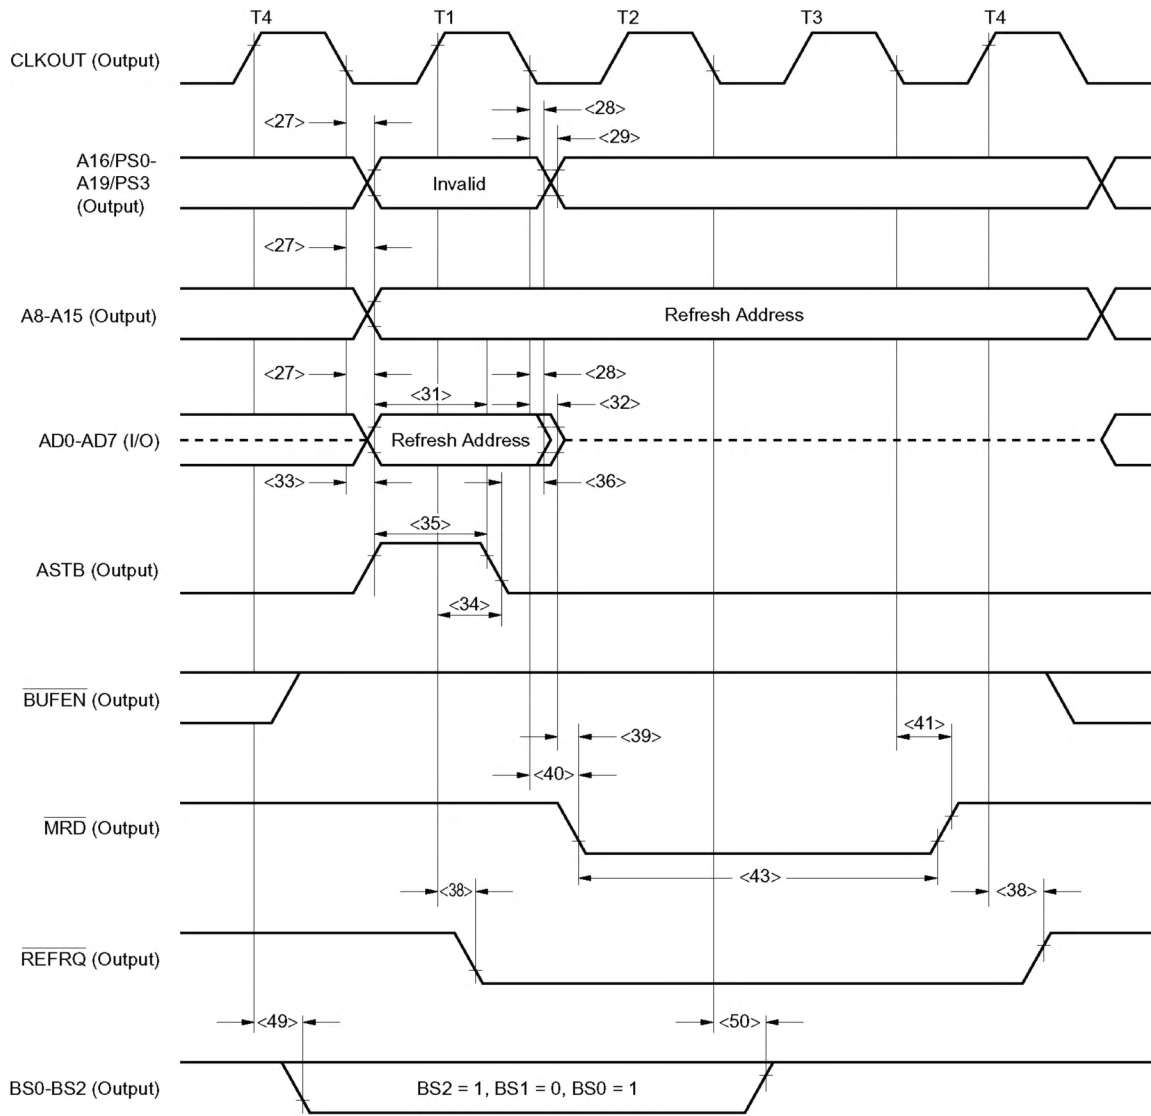 T4 T1 T2 T3 T4
CLKOUT (Output)
<27> <28>
<29>
A16/PS0-
A19/PS3
(Output)
Invalid
<27>
A8-A15 (Output)
Refresh Address
<27> <31> <28>
<32>
AD0-AD7 (I/O)
Refresh Address
<33> <36>
<35>
ASTB (Output)
<34>
BUFEN (Output)
<39> <41>
<40>
MRD (Output)
<43>
<38> <38>
REFRQ (Output)
<49> <50>
BS0-BS2 (Output)
BS2 = 1, BS1 = 0, BS0 = 1